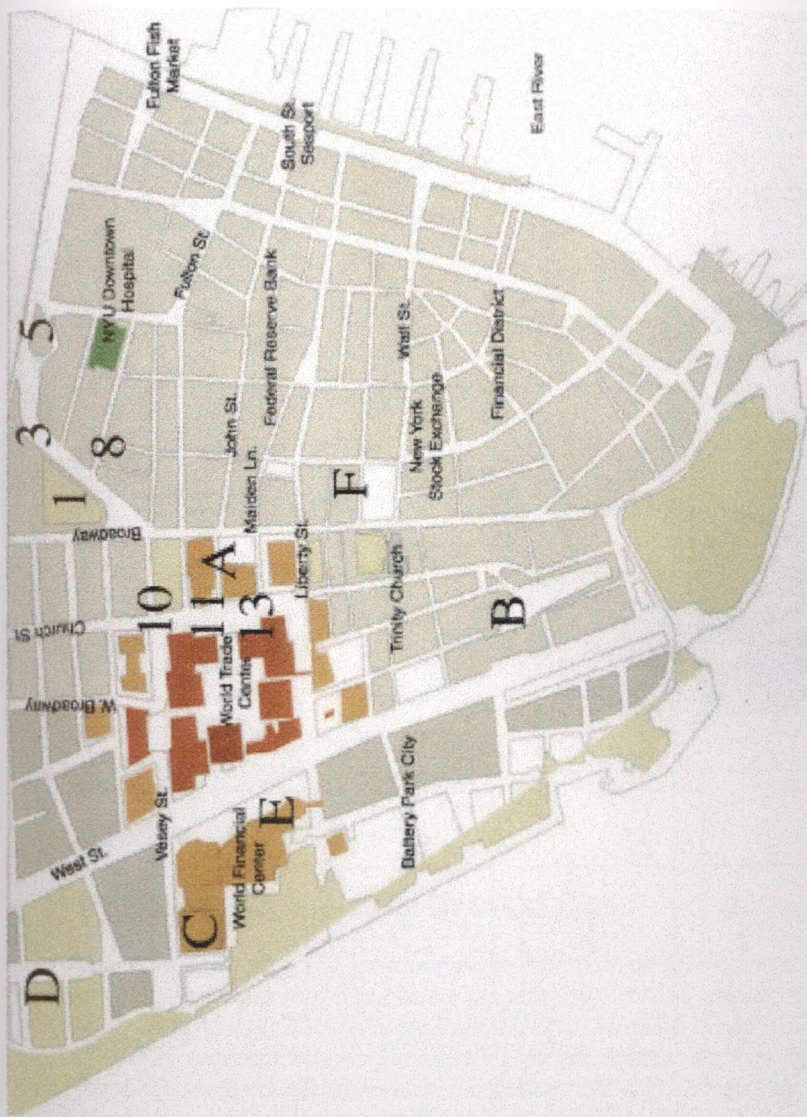 Fulton Fish
Market
South St.
Seaport
East River
5
NYU Downtown
Hospital
Fulton St.
Federal Reserve Bank
Wall St.
Financial District
3
8
1
John St.
Maiden Ln.
F
New York
Stock Exchange
Broadway
A
Liberty St.
10
11
13
Church St.
Trinity Church
B
W. Broadway
World Trade
Center
Vesey St.
West St.
E
World Financial
Center
Battery Park City
C
D